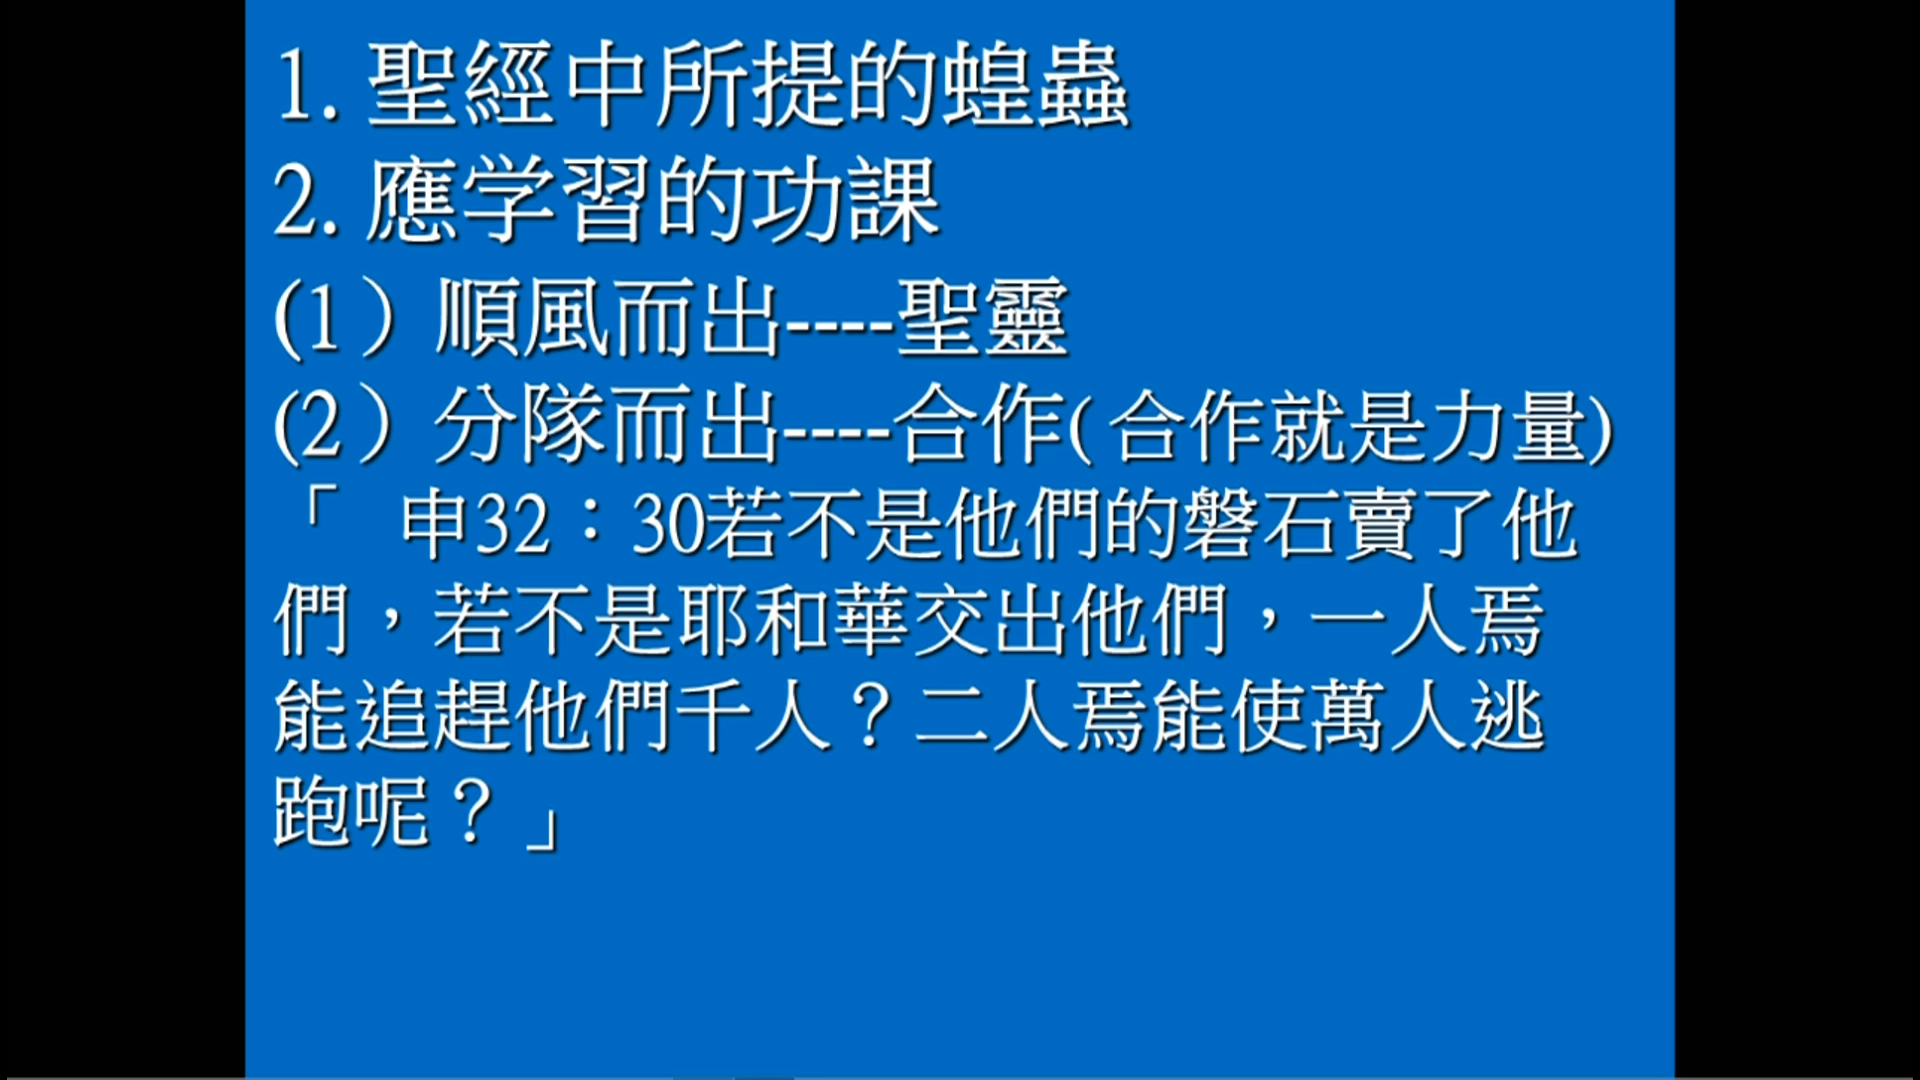 1. 聖經中所提的蝗蟲
2. 應学習的功課
(1）順風而出----聖靈
(2）分隊而出----合作( 合作就是力量)
「 申32：30若不是他們的磐石賣了他
們，若不是耶和華交出他們，一人焉
能追趕他們千人？二人焉能使萬人逃
跑呢？」